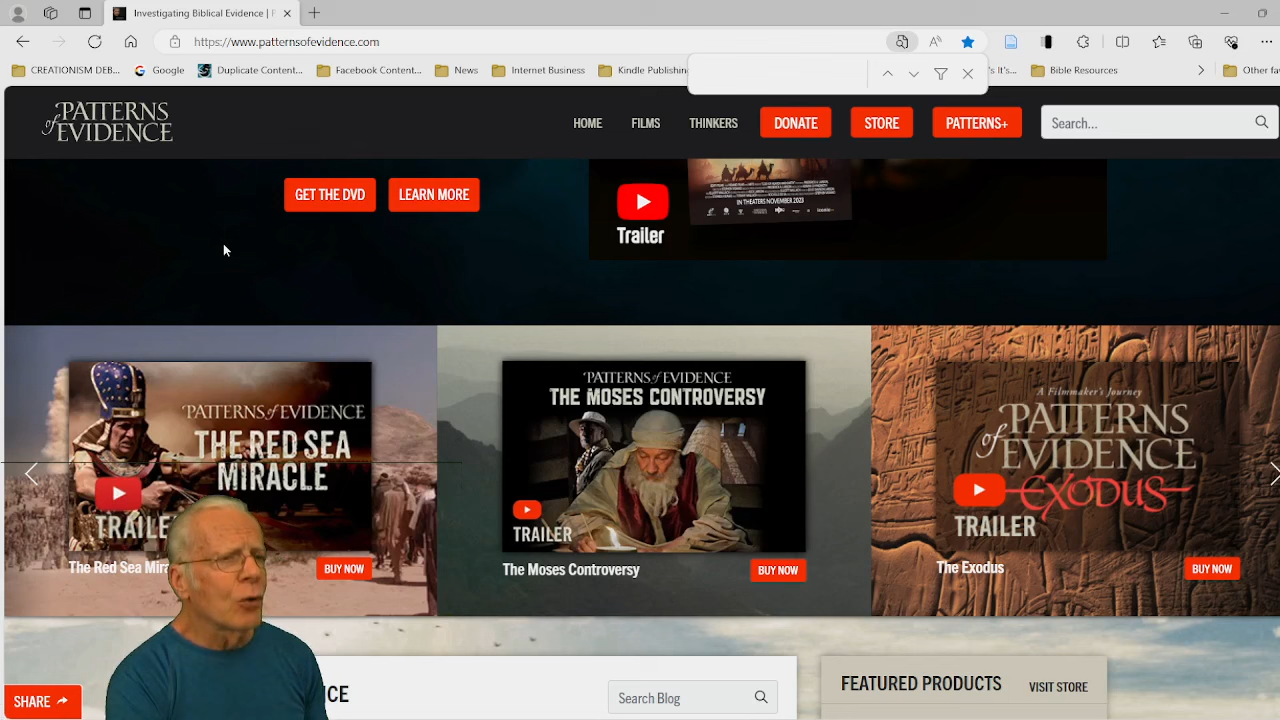 Investigating Biblical Evidence | F
https://www.patternsofevidence.com
CREATIONISM DEB...
Google
Duplicate Content...
Facebook Content...
News
Internet Business
Kindle Publishing
's It's...
Bible Resources
Other fav
PATTERNS
of EVIDENCE
HOME
FILMS
THINKERS
DONATE
STORE
PATTERNS+
Search...
GET THE DVD
LEARN MORE
IN THEATERS NOVEMBER 2023
Trailer
PATTERNS of EVIDENCE
THE RED SEA
MIRACLE
TRAILE
The Red Sea Mira
BUY NOW
PATTERNS of EVIDENCE
THE MOSES CONTROVERSY
TRAILER
The Moses Controversy
BUY NOW
A Filmmaker's Journey
PATTERNS
of EVIDENCE
EXODUS
TRAILER
The Exodus
BUY NOW
SHARE
NCE
Search Blog
FEATURED PRODUCTS
VISIT STORE